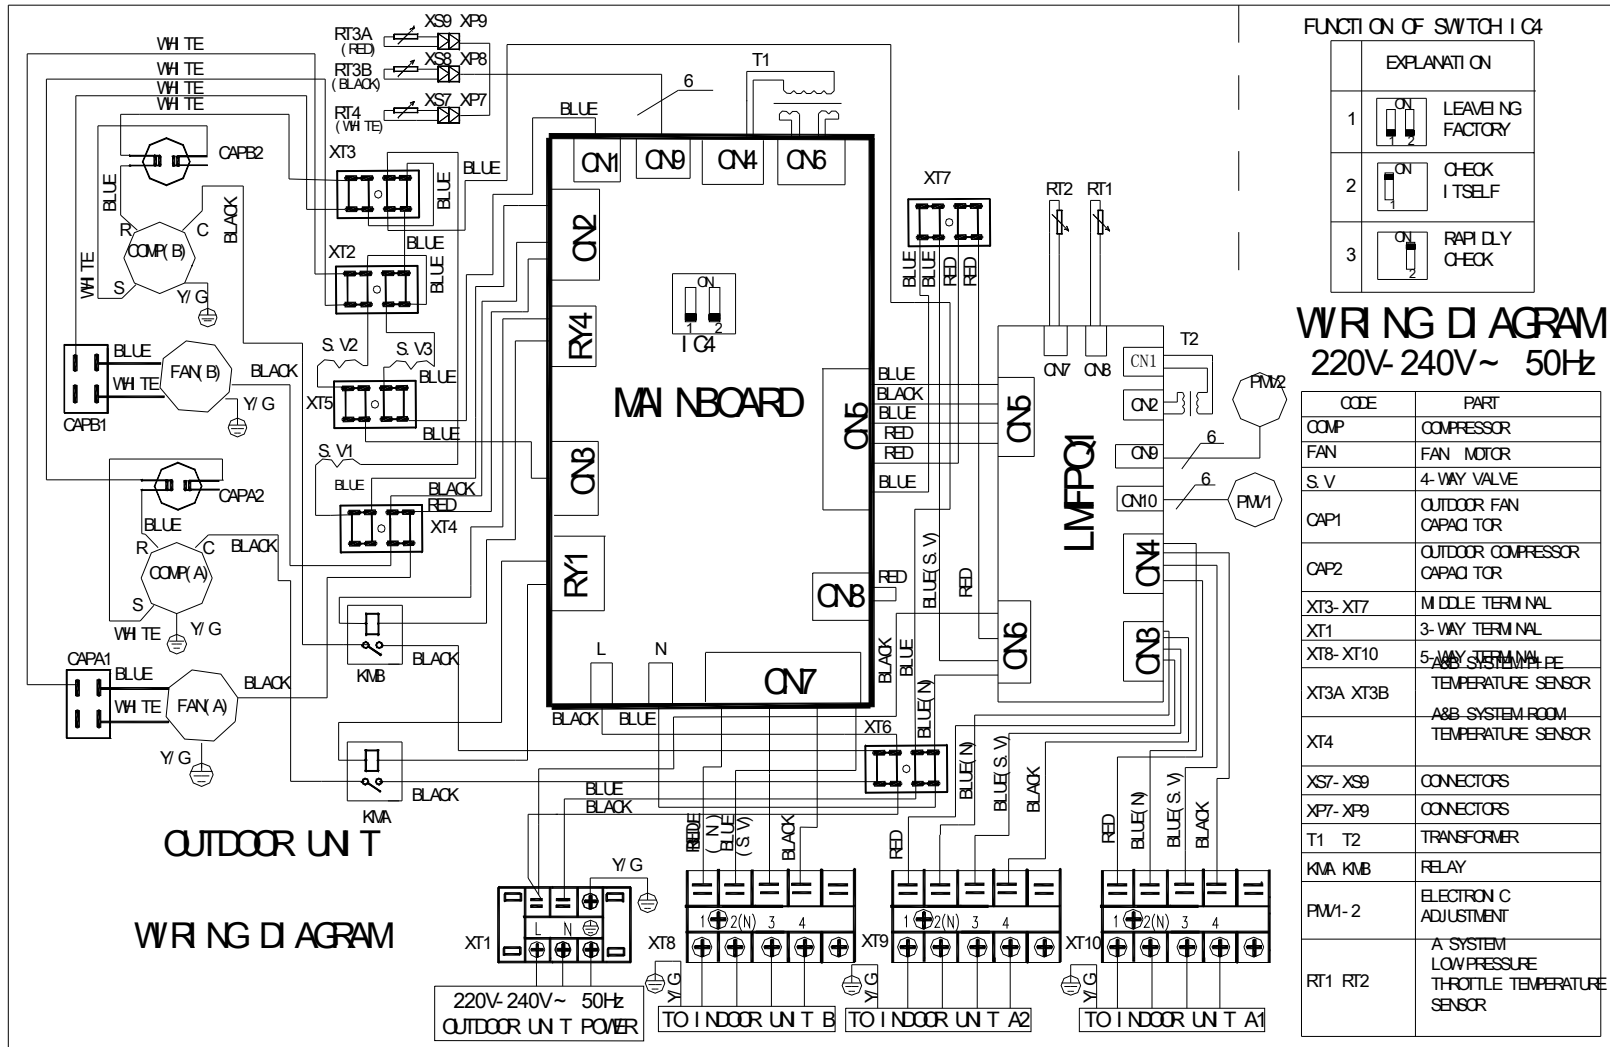 WHITE
WHITE
WHITE
WHITE
RT3A
(RED)
XS9 XP9
RT3B
(BLACK)
XS8 XP8
RT4
(WHITE)
XS7 XP7
6
T1
BLUE
CAPB2
XT3
BLUE
BLUE
BLUE
BLACK
R
C
COMP(B)
S
WHITE
Y/G
XT2
BLUE
BLUE
S.V2
S.V3
BLUE
XT5
BLUE
WHITE
FAN(B)
BLACK
Y/G
CAPB1
BLUE
S.V1
BLUE
BLACK
RED
XT4
CAPA2
BLUE
R
C
BLACK
COMP(A)
S
WHITE
Y/G
KMB
BLACK
CAPA1
BLUE
WHITE
FAN(A)
BLACK
Y/G
KMA
BLACK
CN1
CN9
CN4
CN6
CN2
RY4
CN3
RY1
ON
1 2
IC4
MAINBOARD
CN5
CN8
CN7
L
N
BLACK
BLUE
BLUE
BLACK
BLUE
RED
RED
BLUE
RED
BLACK
BLUE
XT7
BLUE
BLUE
RED
RED
BLUE(S.V)
RED
BLUE(N)
RT2
RT1
CN7
CN8
CN1
T2
CN2
CN9
6
PMV2
CN10
6
PMV1
CN5
LMFPQ1
CN4
CN6
CN3
XT6
BLUE
BLACK
OUTDOOR UNIT
WIRING DIAGRAM
Y/G
XT1
L N
220V-240V~ 50Hz
OUTDOOR UNIT POWER
(N)
BLUE
(S.V)
BLACK
XT8
1 2(N) 3 4
Y/G
TO INDOOR UNIT B
RED
BLUE(N)
BLUE(S.V)
BLACK
XT9
1 2(N) 3 4
Y/G
TO INDOOR UNIT A2
RED
BLUE(N)
BLUE(S.V)
BLACK
XT10
1 2(N) 3 4
Y/G
TO INDOOR UNIT A1
FUNCTION OF SWITCH IC4
EXPLANATION
1
ON
1 2
LEAVEING
FACTORY
2
ON
1
CHECK
ITSELF
3
ON
2
RAPIDLY
CHECK
WIRING DIAGRAM
220V-240V~ 50Hz
CODE PART
COMP COMPRESSOR
FAN FAN MOTOR
S.V 4-WAY VALVE
CAP1 OUTDOOR FAN
CAPACITOR
CAP2 OUTDOOR COMPRESSOR
CAPACITOR
XT3-XT7 MIDDLE TERMINAL
XT1 3-WAY TERMINAL
XT8-XT10 5-WAY TERMINAL
XT3A XT3B A&B SYSTEM PIPE
TEMPERATURE SENSOR
XT4 A&B SYSTEM ROOM
TEMPERATURE SENSOR
XS7-XS9 CONNECTORS
XP7-XP9 CONNECTORS
T1 T2 TRANSFORMER
KMA KMB RELAY
PMV1-2 ELECTRONIC
ADJUSTMENT
RT1 RT2 A SYSTEM
LOW PRESSURE
THROTTLE TEMPERATURE
SENSOR